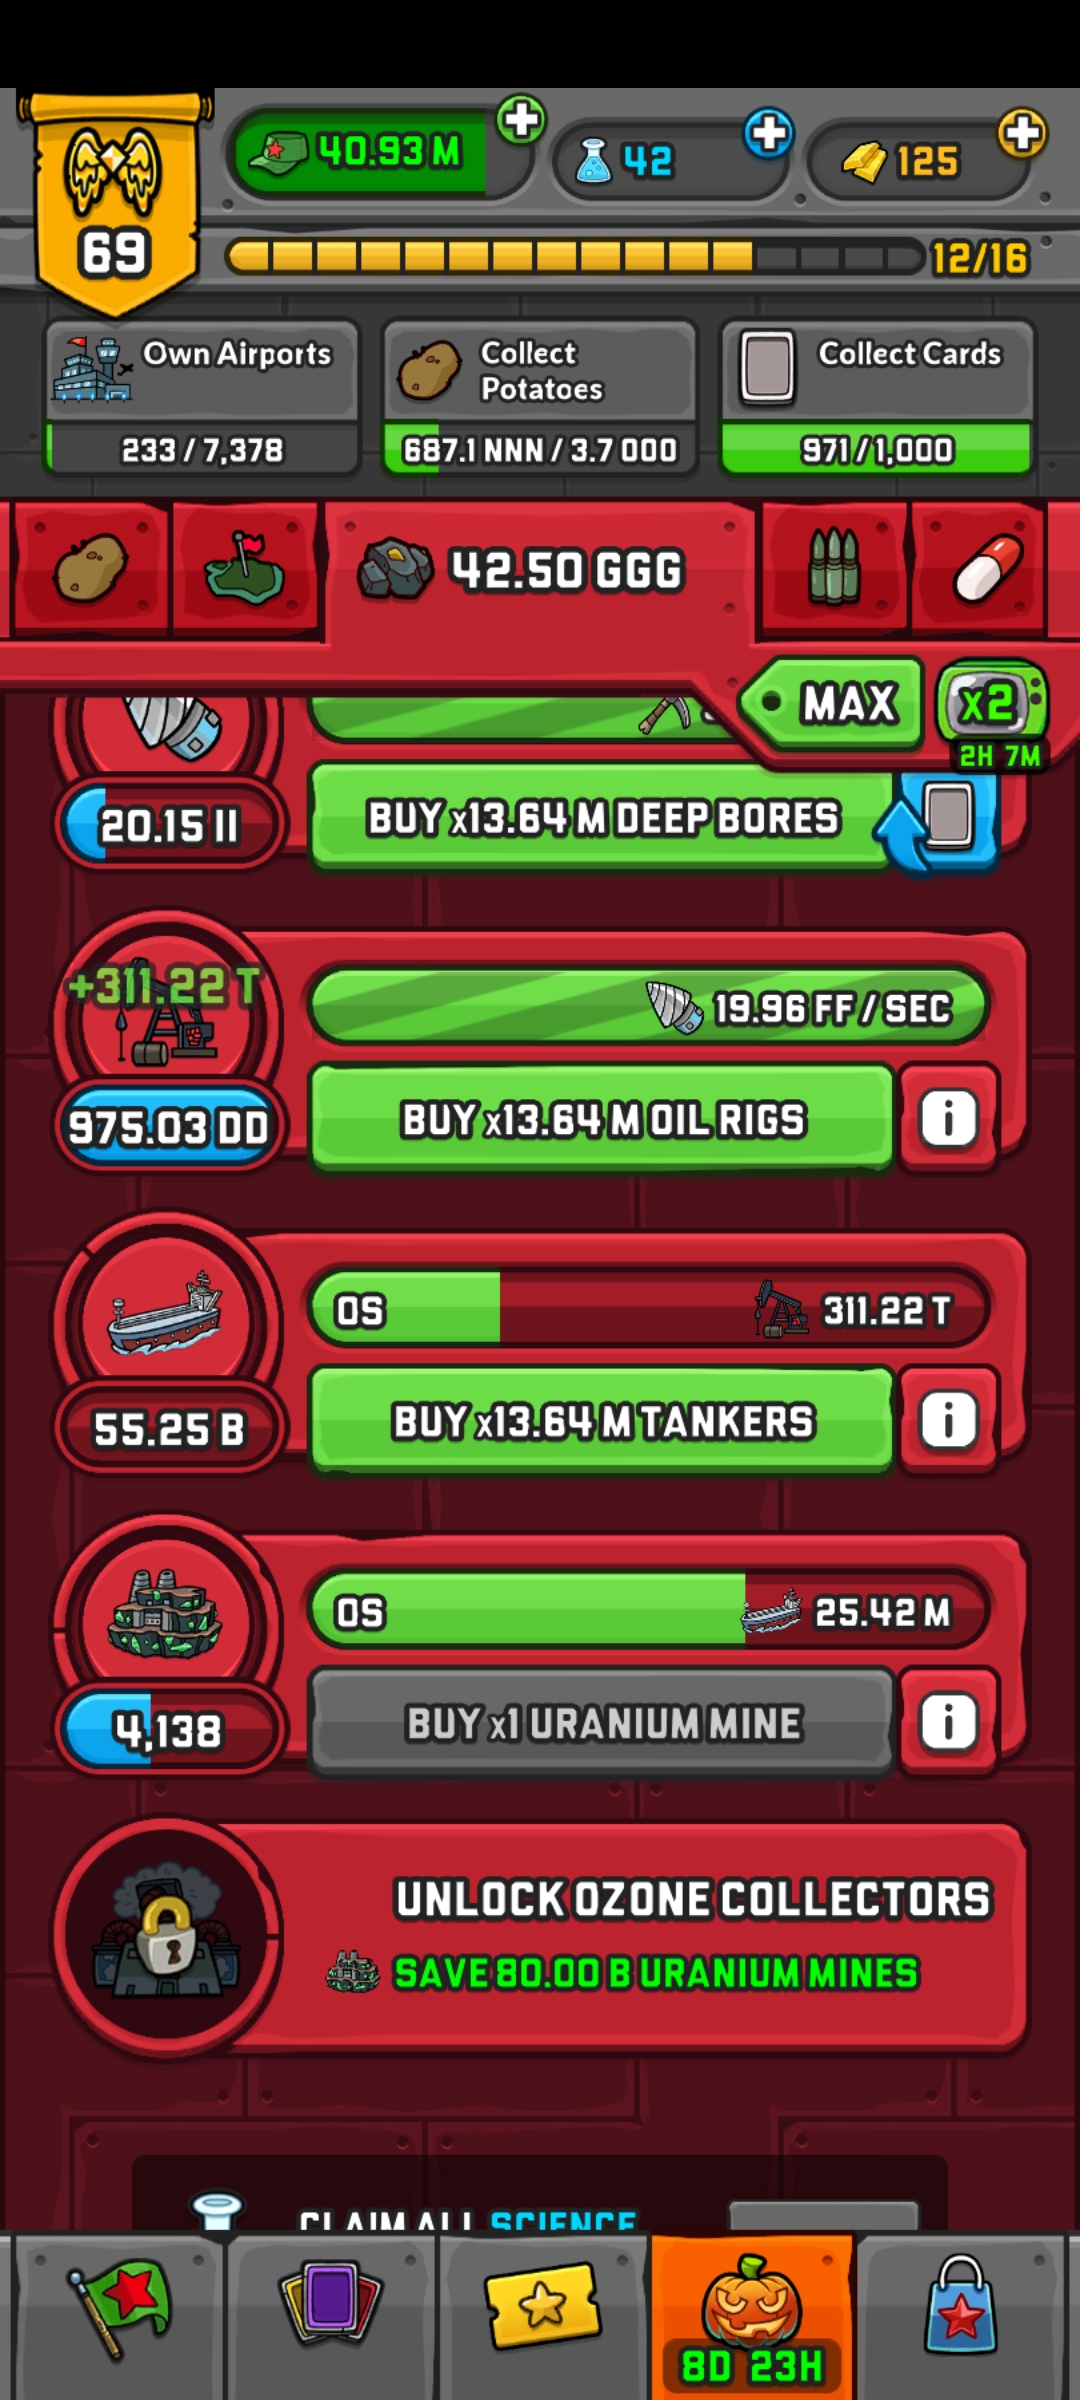 40.93 M
42
125
69
12/16
Own Airports
233 / 7,378
Collect
Potatoes
687.1 NNN / 3.7 OOO
Collect Cards
971 / 1,000
42.50 GGG
MAX
x2
2H 7M
20.15 II
BUY x13.64 M DEEP BORES
+311.22 T
19.96 FF / SEC
975.03 DD
BUY x13.64 M OIL RIGS
i
0S
311.22 T
55.25 B
BUY x13.64 M TANKERS
i
0S
25.42 M
4,138
BUY x1 URANIUM MINE
i
UNLOCK OZONE COLLECTORS
SAVE 80.00 B URANIUM MINES
CLAIM ALL SCIENCE
8D 23H